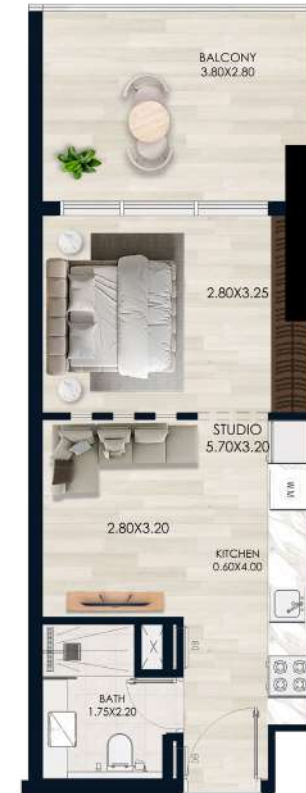 BALCONY
3.80X2.80
2.80X3.25
STUDIO
5.70X3.20
WM
2.80X3.20
KITCHEN
0.60X4.00
BATH
1.75X2.20